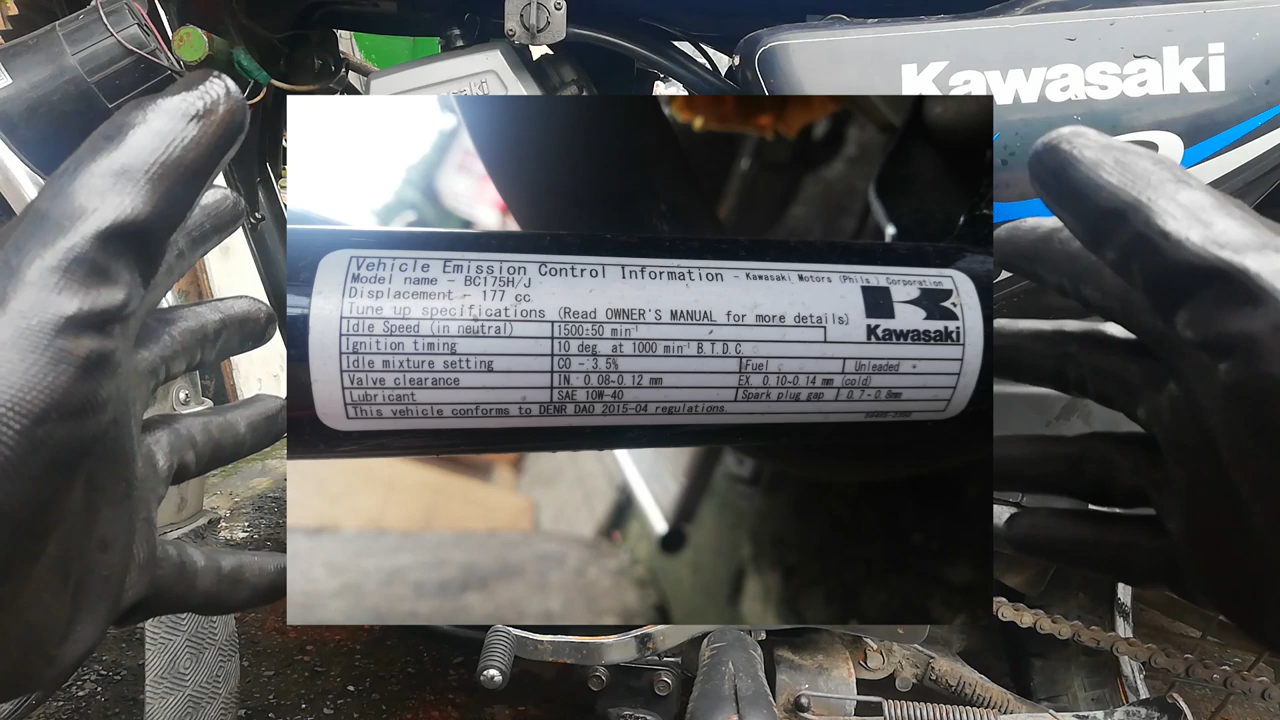 Kawasaki
Vehicle Emission Control Information - Kawasaki Motors (Phils.) Corporation
Model name - BC175H/J
Displacement - 177 cc
Tune up specifications (Read OWNER'S MANUAL for more details)
Kawasaki
Idle Speed (in neutral) 1500±50 min⁻¹
Ignition timing 10 deg. at 1000 min⁻¹ B.T.D.C.
Idle mixture setting CO - 3.5% Fuel Unleaded
Valve clearance IN. 0.08~0.12 mm EX. 0.10~0.14 mm (cold)
Lubricant SAE 10W-40 Spark plug gap 0.7-0.8mm
This vehicle conforms to DENR DAO 2015-04 regulations.